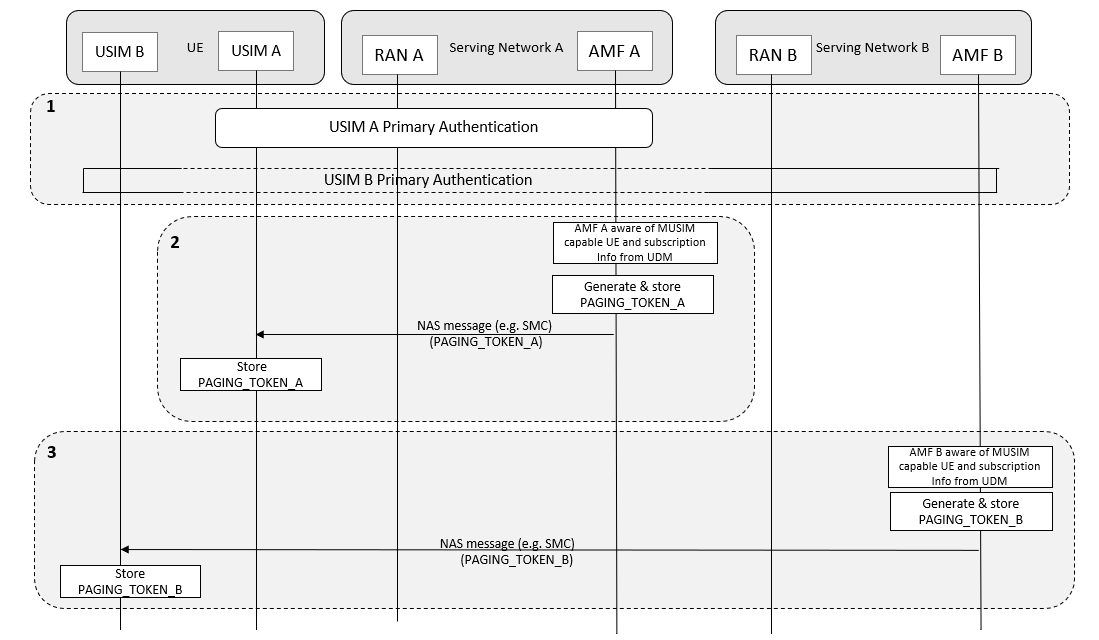 USIM B
UE
USIM A
RAN A
Serving Network A
AMF A
RAN B
Serving Network B
AMF B
1
USIM A Primary Authentication
USIM B Primary Authentication
2
AMF A aware of MUSIM
capable UE and subscription
Info from UDM
Generate & store
PAGING_TOKEN_A
NAS message (e.g. SMC)
(PAGING_TOKEN_A)
Store
PAGING_TOKEN_A
3
AMF B aware of MUSIM
capable UE and subscription
Info from UDM
Generate & store
PAGING_TOKEN_B
NAS message (e.g. SMC)
(PAGING_TOKEN_B)
Store
PAGING_TOKEN_B